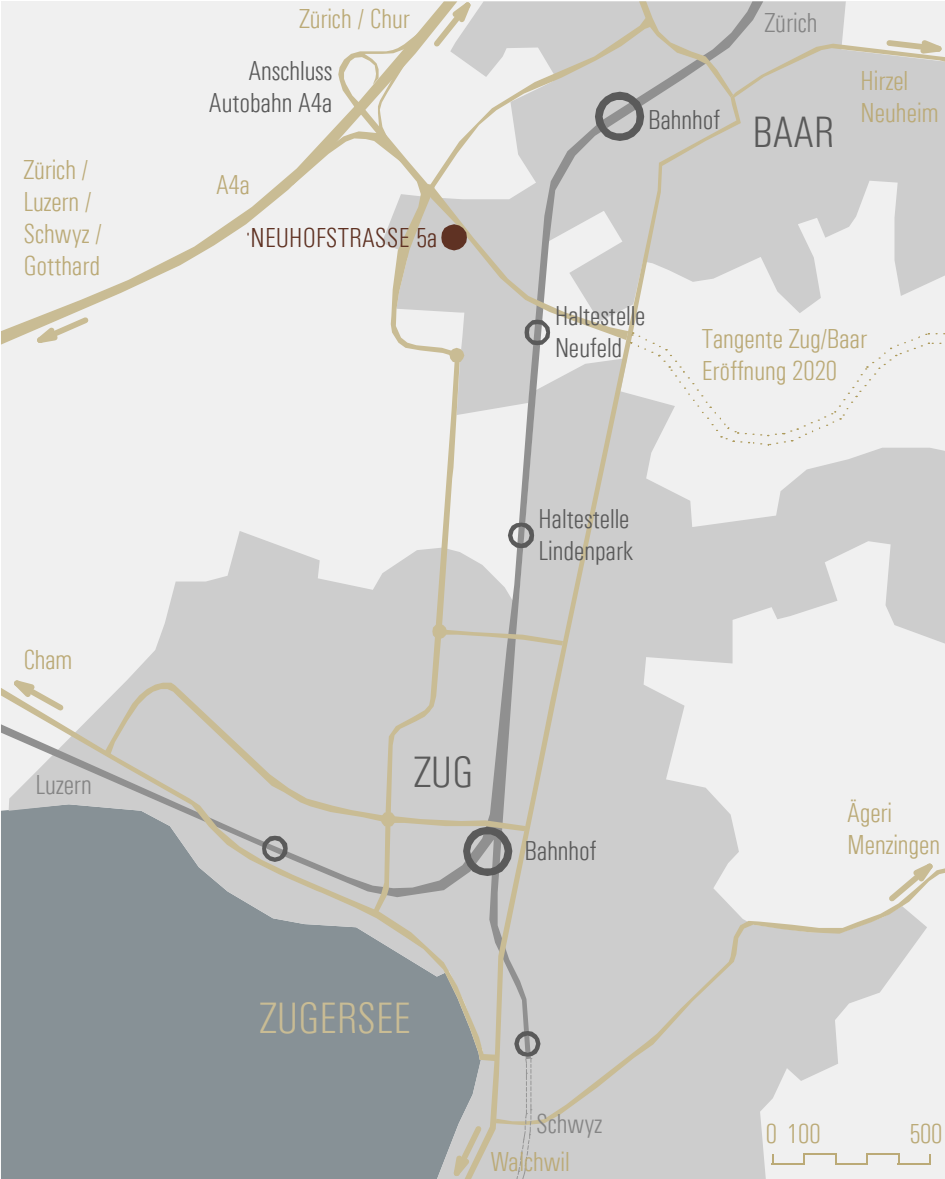 Zürich / Chur
Zürich
Anschluss
Autobahn A4a
Hirzel
Neuheim
Bahnhof
BAAR
Zürich /
Luzern /
Schwyz /
Gotthard
A4a
NEUHOFSTRASSE 5a
Haltestelle
Neufeld
Tangente Zug/Baar
Eröffnung 2020
Haltestelle
Lindenpark
Cham
ZUG
Luzern
Ägeri
Menzingen
Bahnhof
ZUGERSEE
Schwyz
Walchwil
0 100 500